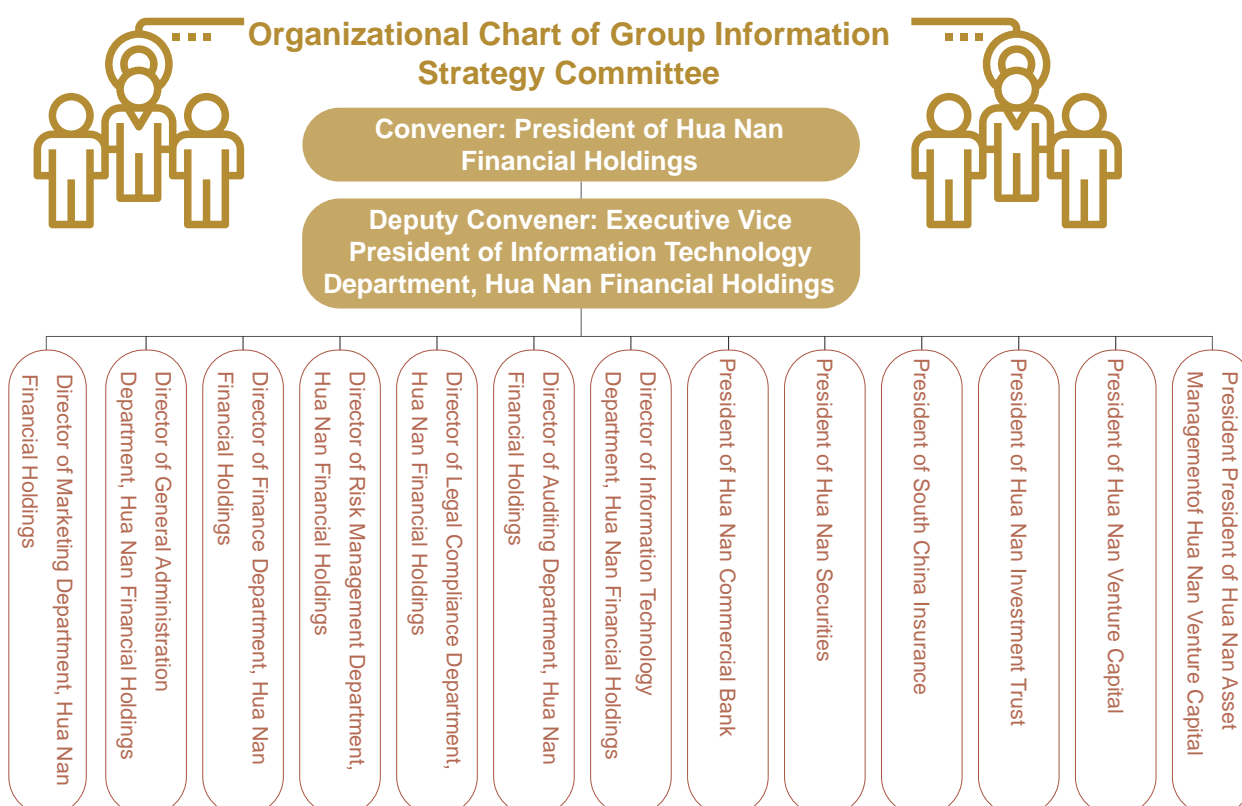 Organizational Chart of Group Information
Strategy Committee
Convener: President of Hua Nan
Financial Holdings
Deputy Convener: Executive Vice
President of Information Technology
Department, Hua Nan Financial Holdings
Director of Marketing Department, Hua Nan
Financial Holdings
Director of General Administration
Department, Hua Nan Financial Holdings
Director of Finance Department, Hua Nan
Financial Holdings
Director of Risk Management Department,
Hua Nan Financial Holdings
Director of Legal Compliance Department,
Hua Nan Financial Holdings
Director of Auditing Department, Hua Nan
Financial Holdings
Director of Information Technology
Department, Hua Nan Financial Holdings
President of Hua Nan Commercial Bank
President of Hua Nan Securities
President of South China Insurance
President of Hua Nan Investment Trust
President of Hua Nan Venture Capital
President President of Hua Nan Asset
Managementof Hua Nan Venture Capital